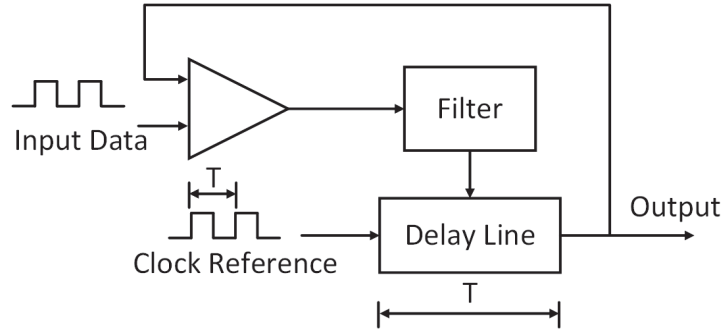 Input Data
Filter
T
Clock Reference
Delay Line
Output
T